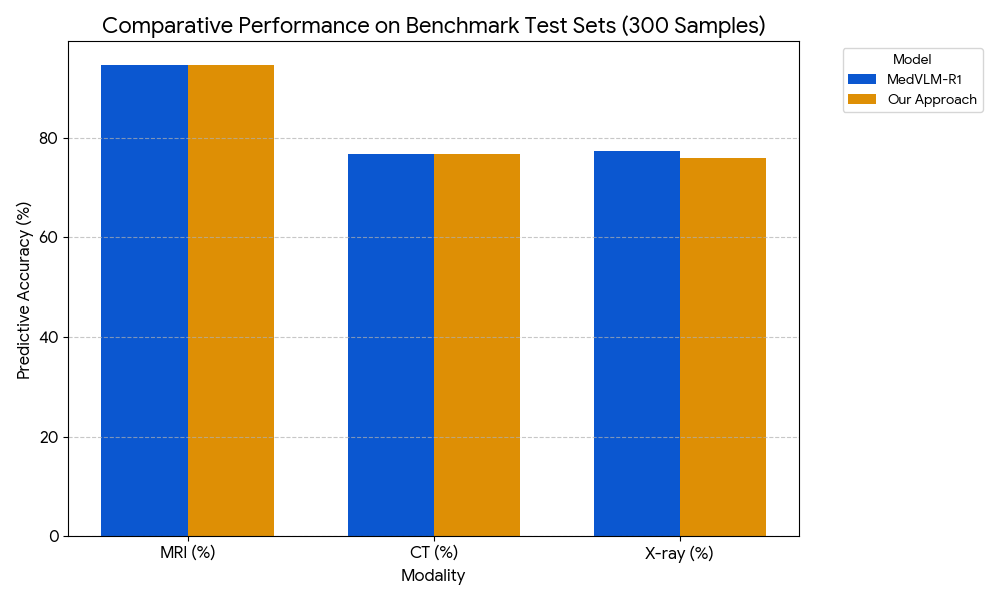 Comparative Performance on Benchmark Test Sets (300 Samples)
Model
MedVLM-R1
Our Approach
Predictive Accuracy (%)
80
60
40
20
0
MRI (%)
CT (%)
X-ray (%)
Modality